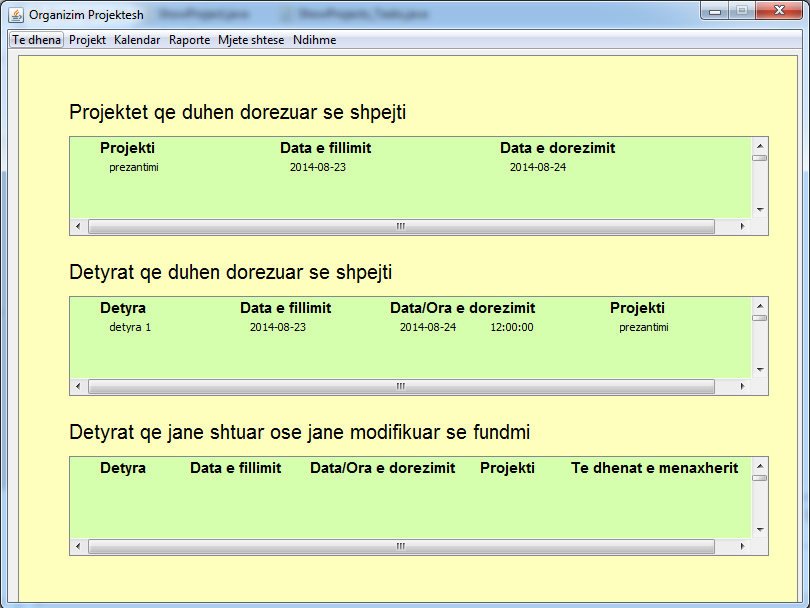 Organizim Projektesh
Te dhena Projekt Kalendar Raporte Mjete shtese Ndihme
Projektet qe duhen dorezuar se shpejti
Projekti Data e fillimit Data e dorezimit
prezantimi 2014-08-23 2014-08-24
Detyrat qe duhen dorezuar se shpejti
Detyra Data e fillimit Data/Ora e dorezimit Projekti
detyra 1 2014-08-23 2014-08-24 12:00:00 prezantimi
Detyrat qe jane shtuar ose jane modifikuar se fundmi
Detyra Data e fillimit Data/Ora e dorezimit Projekti Te dhenat e menaxherit